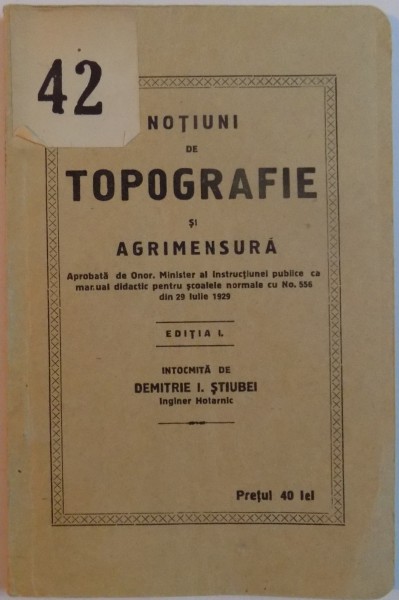 42
NOȚIUNI
DE
TOPOGRAFIE
ȘI
AGRIMENSURĂ
Aprobată de Onor. Minister al Instrucțiunei publice ca
manual didactic pentru școalele normale cu No. 556
din 29 Iulie 1929
EDIȚIA I.
INTOCMITĂ DE
DEMITRIE I. ȘTIUBEI
Inginer Hotarnic
Prețul 40 lei